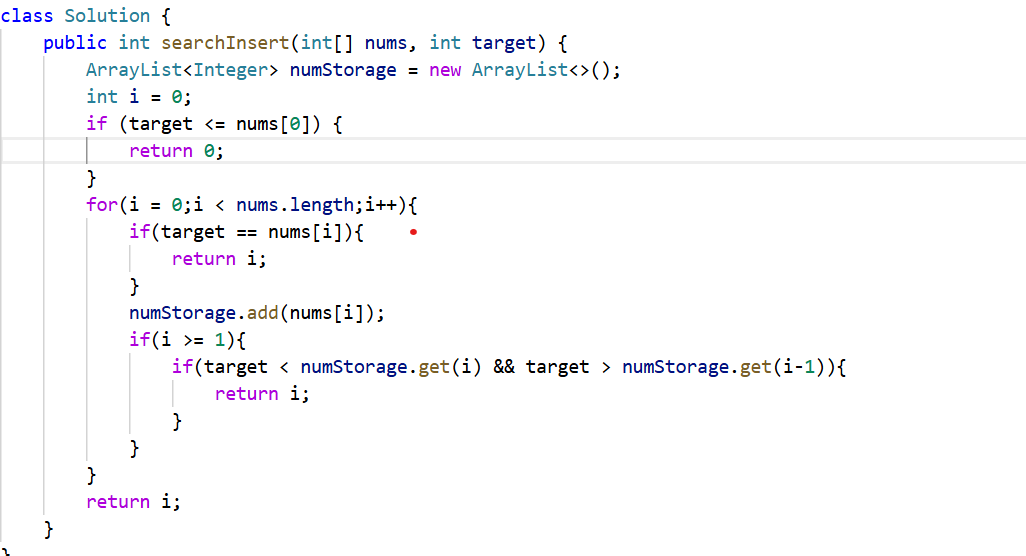 class Solution {
public int searchInsert(int[] nums, int target) {
ArrayList<Integer> numStorage = new ArrayList<>();
int i = 0;
if (target <= nums[0]) {
return 0;
}
for(i = 0;i < nums.length;i++){
if(target == nums[i]){
return i;
}
numStorage.add(nums[i]);
if(i >= 1){
if(target < numStorage.get(i) && target > numStorage.get(i-1)){
return i;
}
}
}
return i;
}
}